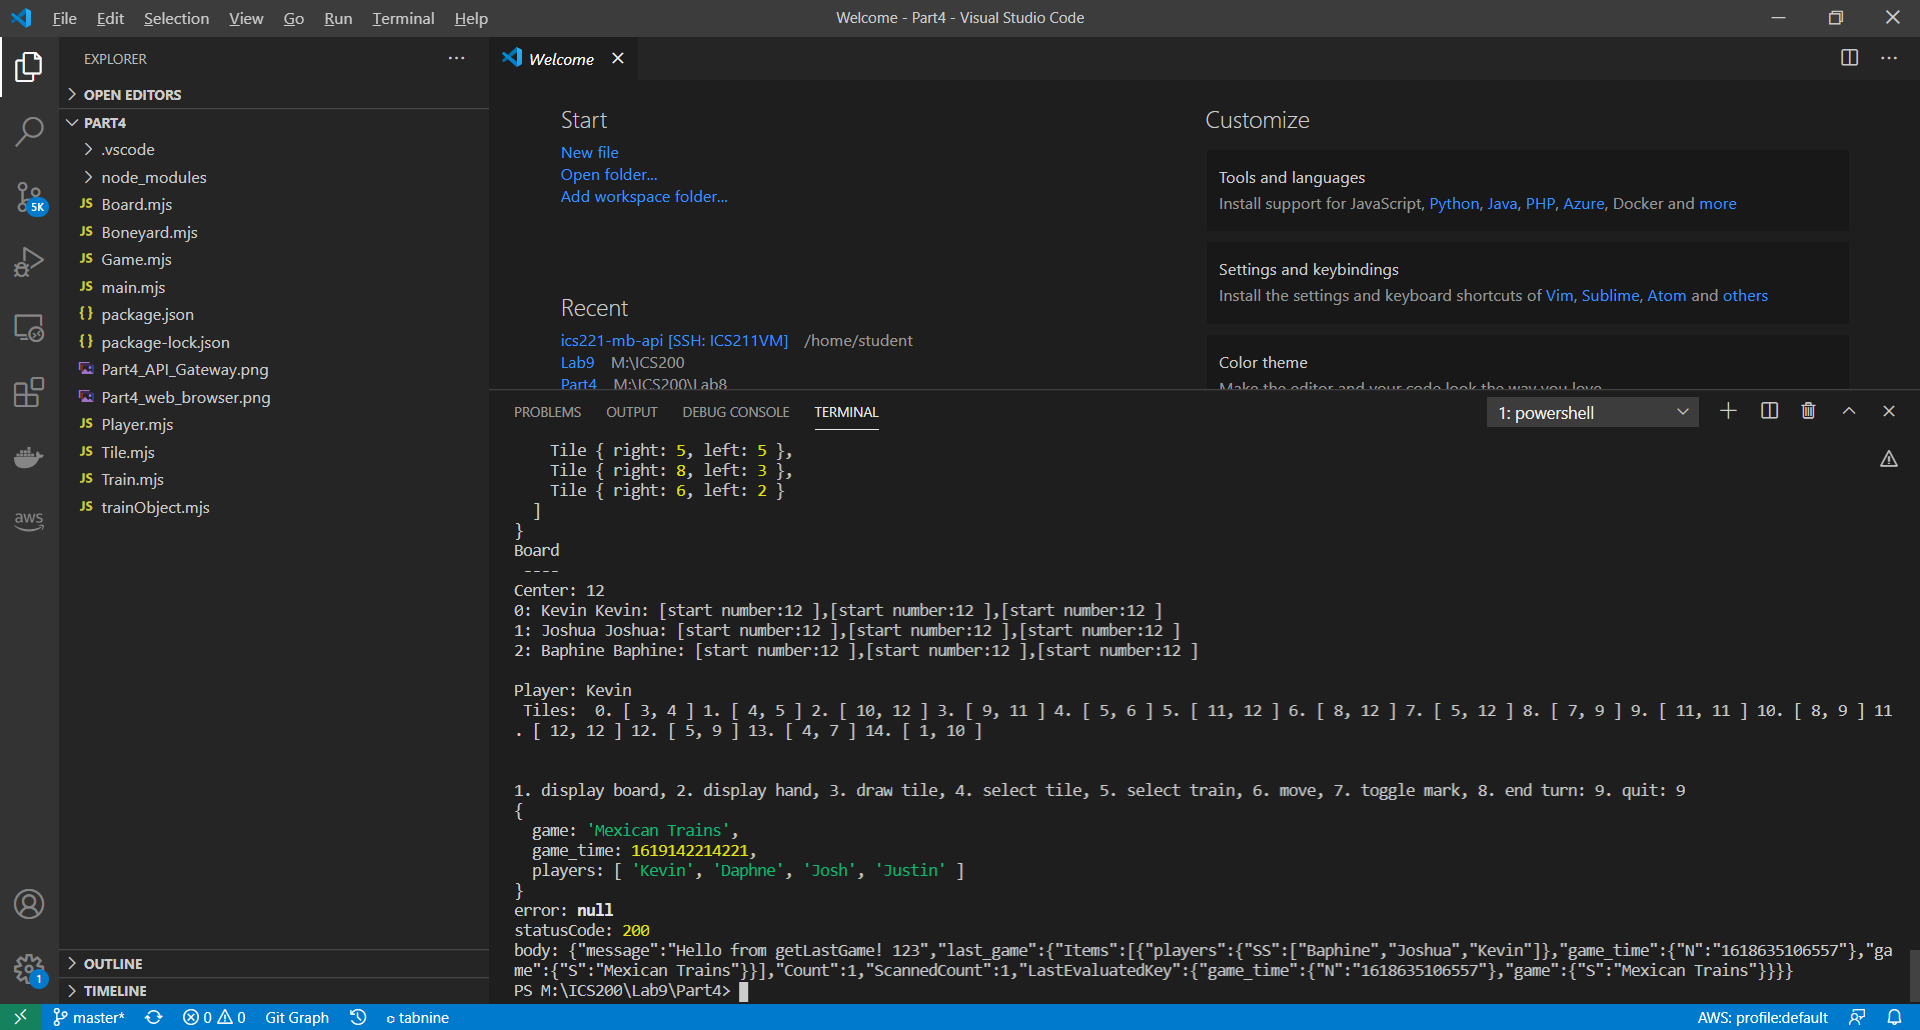 File Edit Selection View Go Run Terminal Help
Welcome - Part4 - Visual Studio Code
EXPLORER
OPEN EDITORS
PART4
.vscode
node_modules
JS Board.mjs
JS Boneyard.mjs
JS Game.mjs
JS main.mjs
{} package.json
{} package-lock.json
Part4_API_Gateway.png
Part4_web_browser.png
JS Player.mjs
JS Tile.mjs
JS Train.mjs
JS trainObject.mjs
OUTLINE
TIMELINE
5K
aws
1
Welcome
Start
New file
Open folder...
Add workspace folder...
Recent
ics221-mb-api [SSH: ICS211VM] /home/student
Lab9 M:\ICS200
Part4 M:\ICS200\Lab8
Customize
Tools and languages
Install support for JavaScript, Python, Java, PHP, Azure, Docker and more
Settings and keybindings
Install the settings and keyboard shortcuts of Vim, Sublime, Atom and others
Color theme
Make the editor and your code look the way you love
PROBLEMS OUTPUT DEBUG CONSOLE TERMINAL
1: powershell
Tile { right: 5, left: 5 },
Tile { right: 8, left: 3 },
Tile { right: 6, left: 2 }
]
}
Board
----
Center: 12
0: Kevin Kevin: [start number:12 ],[start number:12 ],[start number:12 ]
1: Joshua Joshua: [start number:12 ],[start number:12 ],[start number:12 ]
2: Baphine Baphine: [start number:12 ],[start number:12 ],[start number:12 ]
Player: Kevin
Tiles:  0. [ 3, 4 ] 1. [ 4, 5 ] 2. [ 10, 12 ] 3. [ 9, 11 ] 4. [ 5, 6 ] 5. [ 11, 12 ] 6. [ 8, 12 ] 7. [ 5, 12 ] 8. [ 7, 9 ] 9. [ 11, 11 ] 10. [ 8, 9 ] 11
. [ 12, 12 ] 12. [ 5, 9 ] 13. [ 4, 7 ] 14. [ 1, 10 ]
1. display board, 2. display hand, 3. draw tile, 4. select tile, 5. select train, 6. move, 7. toggle mark, 8. end turn: 9. quit: 9
{
game: 'Mexican Trains',
game_time: 1619142214221,
players: [ 'Kevin', 'Daphne', 'Josh', 'Justin' ]
}
error: null
statusCode: 200
body: {"message":"Hello from getLastGame! 123","last_game":{"Items":[{"players":{"SS":["Baphine","Joshua","Kevin"]},"game_time":{"N":"1618635106557"},"ga
me":{"S":"Mexican Trains"}}],"Count":1,"ScannedCount":1,"LastEvaluatedKey":{"game_time":{"N":"1618635106557"},"game":{"S":"Mexican Trains"}}}}
PS M:\ICS200\Lab9\Part4>
master* 0 0 Git Graph tabnine
AWS: profile:default